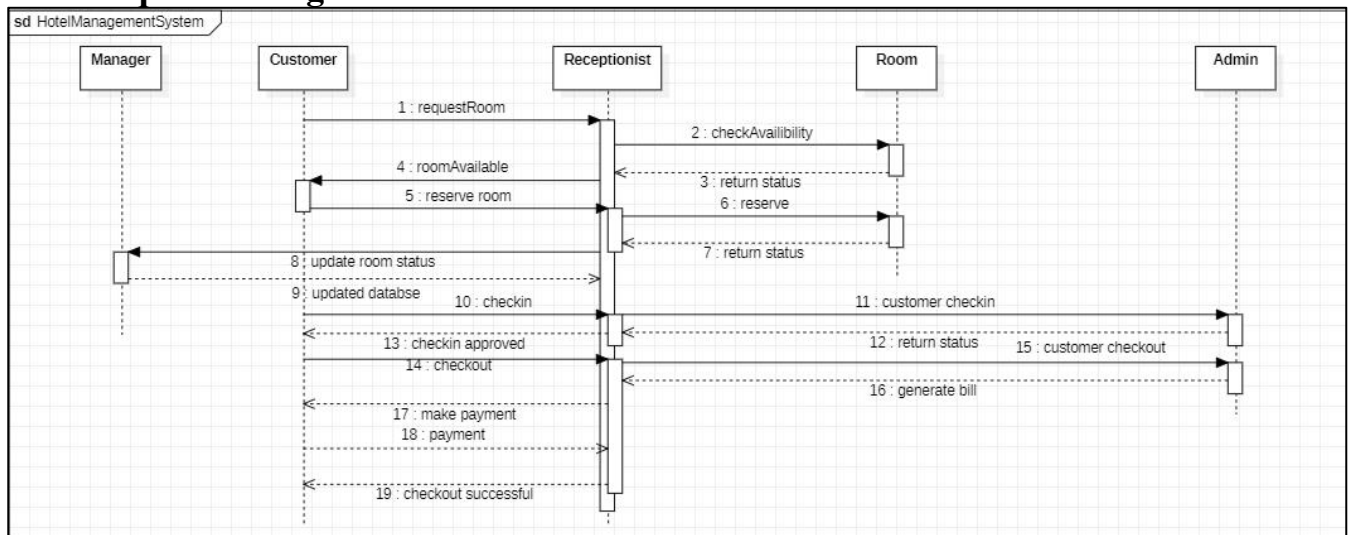 sd HotelManagementSystem
Manager
Customer
Receptionist
Room
Admin
1 : requestRoom
2 : checkAvailibility
3 : return status
4 : roomAvailable
5 : reserve room
6 : reserve
7 : return status
8 : update room status
9 : updated databse
10 : checkin
11 : customer checkin
12 : return status
13 : checkin approved
14 : checkout
15 : customer checkout
16 : generate bill
17 : make payment
18 : payment
19 : checkout successful